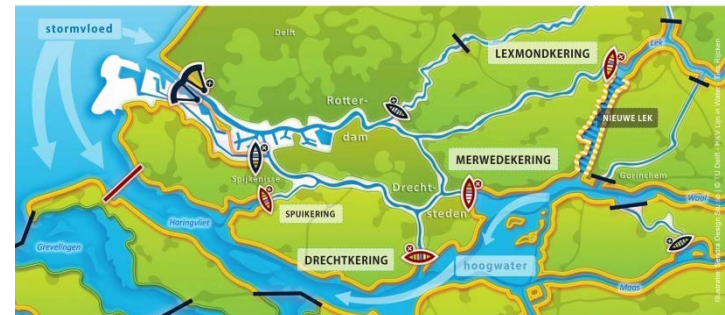 stormvloed
Delft
LEXMONDKERING
Lek
Rotter-
dam
NIEUWE LEK
MERWEDEKERING
Gorinchem
Spijkenisse
Drecht-
steden
Waal
SPUIKERING
Haringvliet
Grevelingen
DRECHTKERING
hoogwater
Maas